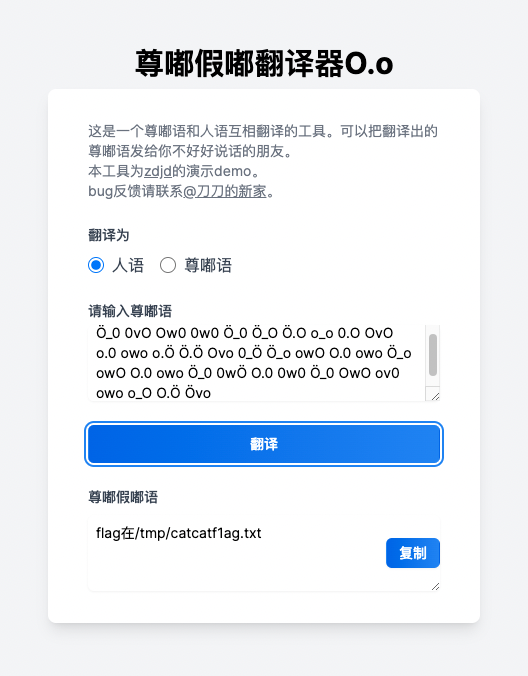 尊嘟假嘟翻译器O.o
这是一个尊嘟语和人语互相翻译的工具。可以把翻译出的
尊嘟语发给你不好好说话的朋友。
本工具为zdjd的演示demo。
bug反馈请联系@刀刀的新家。
翻译为
人语 尊嘟语
请输入尊嘟语
Ö_0 0vO Ow0 0w0 Ö_0 Ö_O Ö.O o_o 0.O OvO
o.0 owo o.Ö Ö.Ö Ovo 0_Ö Ö_o owO O.0 owo Ö_o
owO O.0 owo Ö_0 0wÖ O.0 0w0 Ö_0 OwO ov0
owo o_O O.Ö Övo
翻译
尊嘟假嘟语
flag在/tmp/catcatf1ag.txt
复制